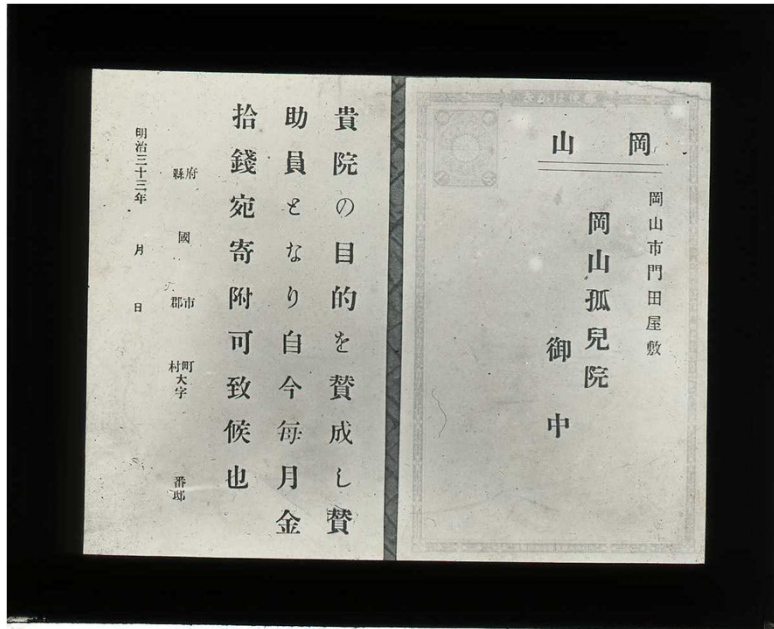 岡山
岡山市門田屋敷
岡山孤兒院
御中
貴院の目的を賛成し賛
助員となり自今毎月金
拾錢宛寄附可致候也
府縣 國 市郡 町村大字 番邸
明治三十三年 月 日